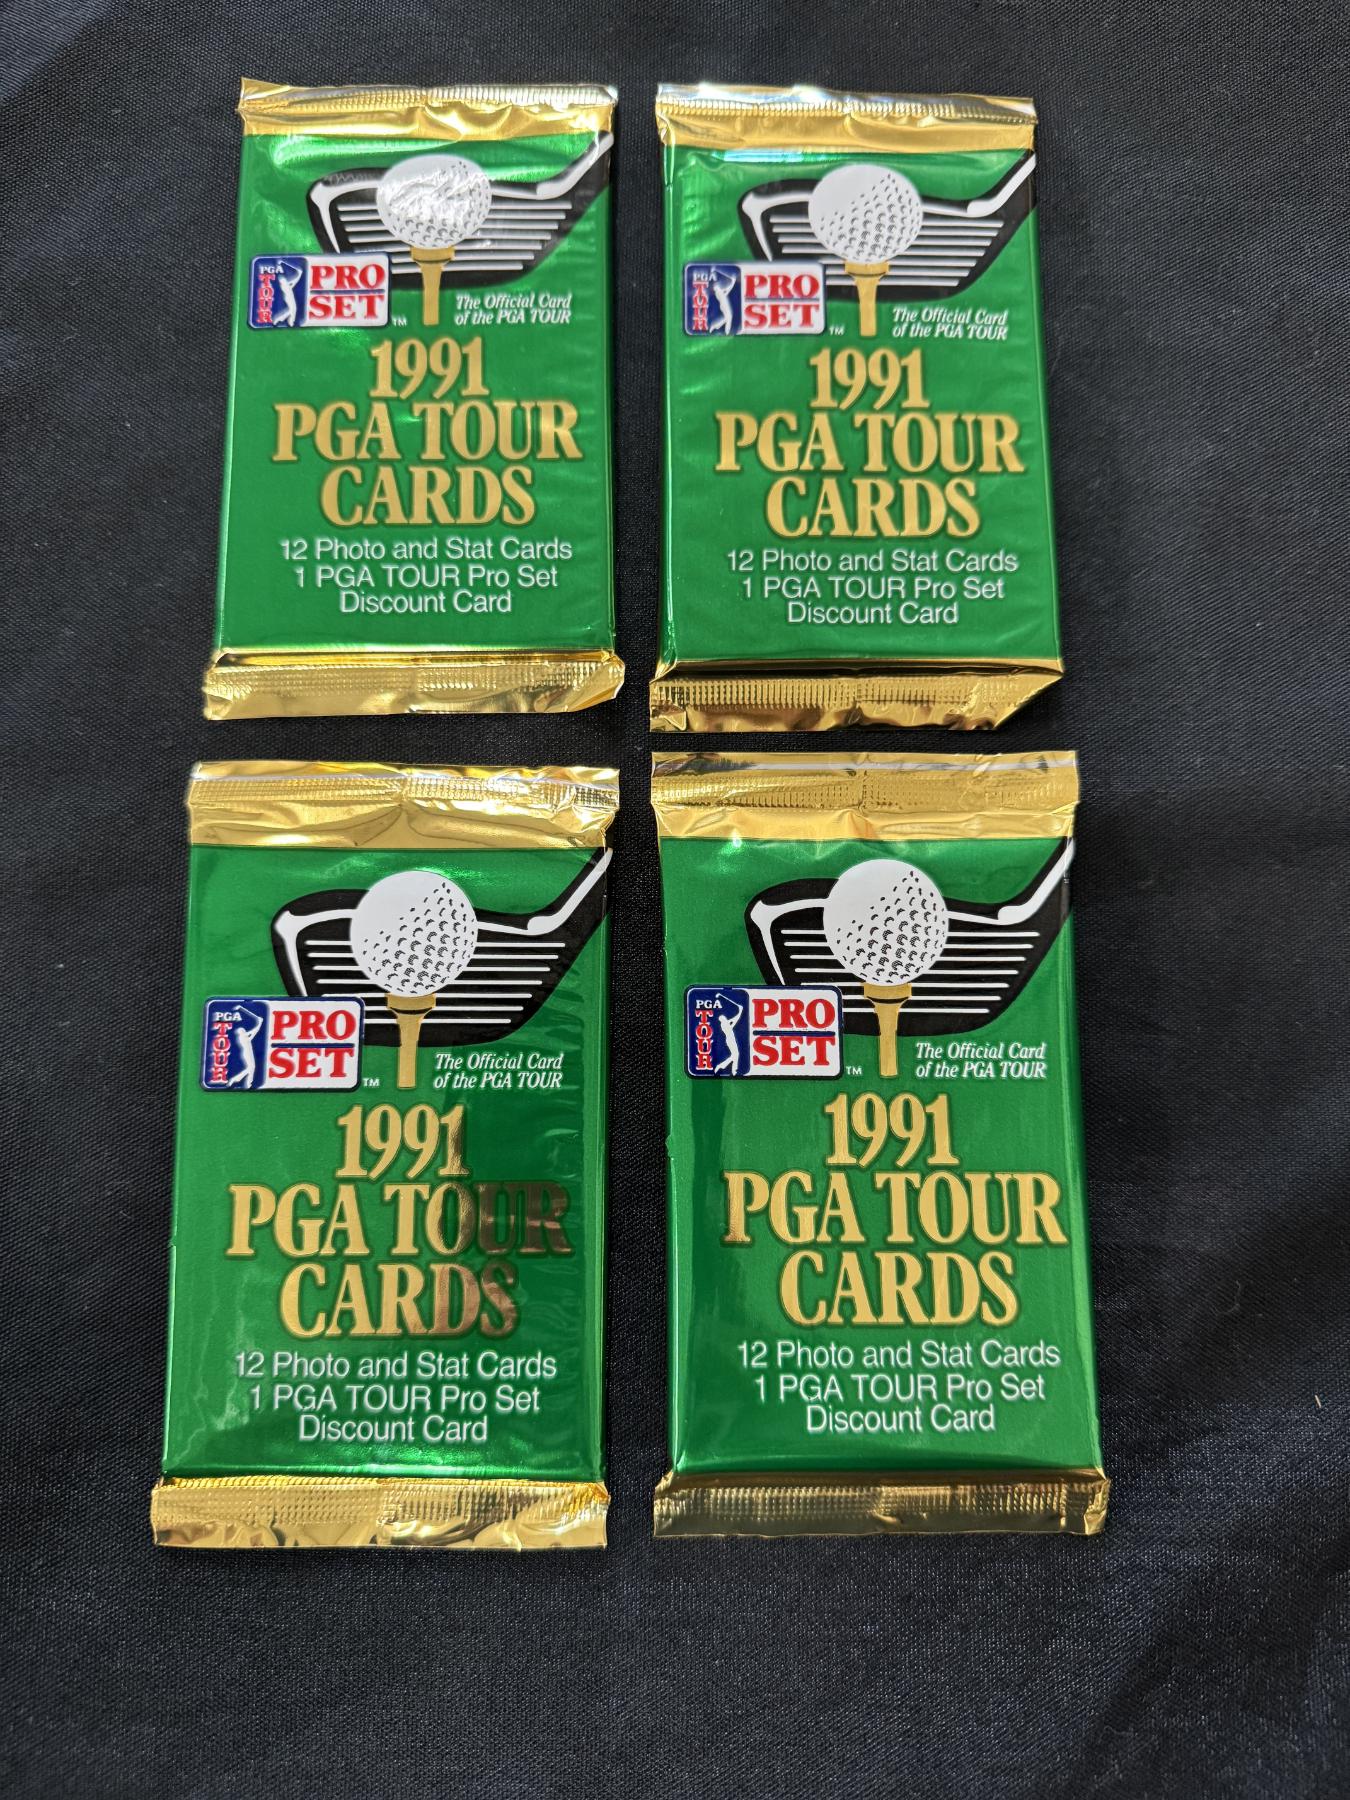 PGA
TOUR
PRO
SET
TM
The Official Card
of the PGA TOUR
1991
PGA TOUR
CARDS
12 Photo and Stat Cards
1 PGA TOUR Pro Set
Discount Card
PGA
TOUR
PRO
SET
TM
The Official Card
of the PGA TOUR
1991
PGA TOUR
CARDS
12 Photo and Stat Cards
1 PGA TOUR Pro Set
Discount Card
PGA
TOUR
PRO
SET
TM
The Official Card
of the PGA TOUR
1991
PGA TOUR
CARDS
12 Photo and Stat Cards
1 PGA TOUR Pro Set
Discount Card
PGA
TOUR
PRO
SET
TM
The Official Card
of the PGA TOUR
1991
PGA TOUR
CARDS
12 Photo and Stat Cards
1 PGA TOUR Pro Set
Discount Card